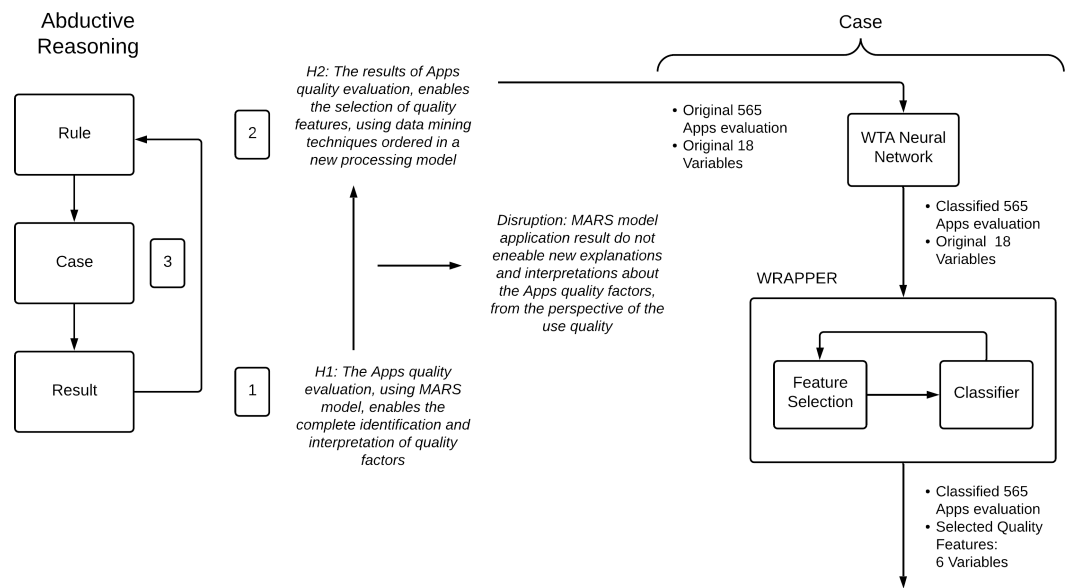 Abductive
Reasoning
Rule
Case
3
Result
2
1
H2: The results of Apps
quality evaluation, enables
the selection of quality
features, using data mining
techniques ordered in a
new processing model
H1: The Apps quality
evaluation, using MARS
model, enables the
complete identification and
interpretation of quality
factors
Disruption: MARS model
application result do not
eneable new explanations
and interpretations about
the Apps quality factors,
from the perspective of the
use quality
Case
• Original 565
Apps evaluation
• Original 18
Variables
WTA Neural
Network
• Classified 565
Apps evaluation
• Original 18
Variables
WRAPPER
Feature
Selection
Classifier
• Classified 565
Apps evaluation
• Selected Quality
Features:
6 Variables